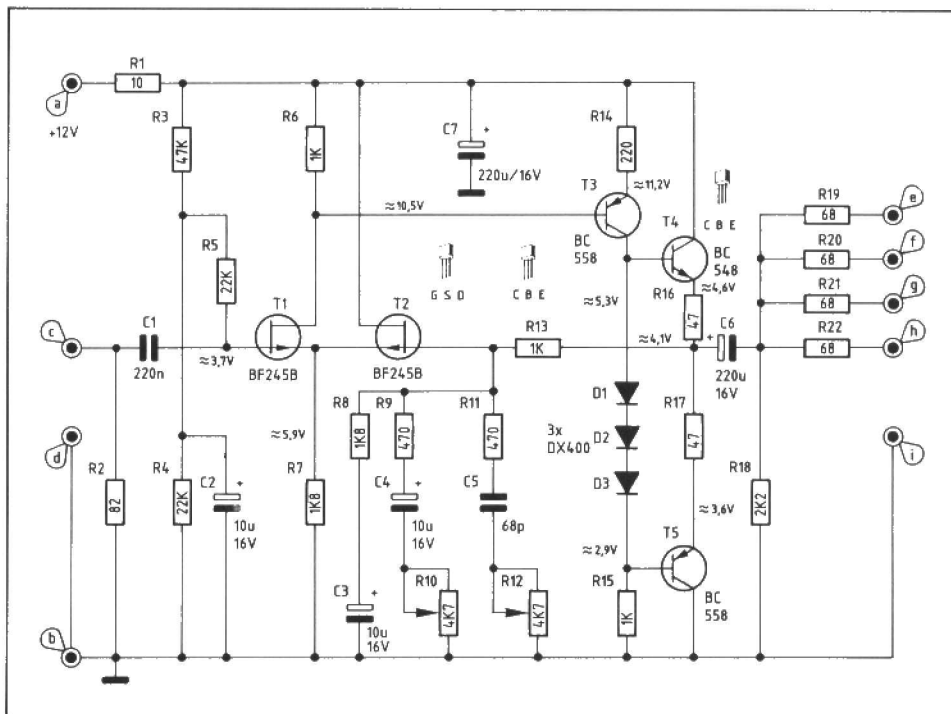 R1
10
a
+12V
R3
47K
R6
1K
C7
+
220u/16V
R14
220
T3
≈11,2V
≈10,5V
BC
558
T4
C B E
BC
548
≈4,6V
R19
68
e
R20
68
f
R21
68
g
R22
68
h
R5
22K
G S D
C B E
≈5,3V
R16
47
c
C1
220n
≈3,7V
T1
BF245B
T2
BF245B
R13
1K
≈4,1V
+
C6
220u
16V
R8
1K8
R9
470
R11
470
D1
3x
DX400
D2
D3
R17
47
d
i
≈5,9V
R2
82
R4
22K
C2
+
10u
16V
R7
1K8
C4
+
10u
16V
C5
68p
≈3,6V
R18
2K2
≈2,9V
T5
BC
558
C3
+
10u
16V
R10
4K7
R12
4K7
R15
1K
b